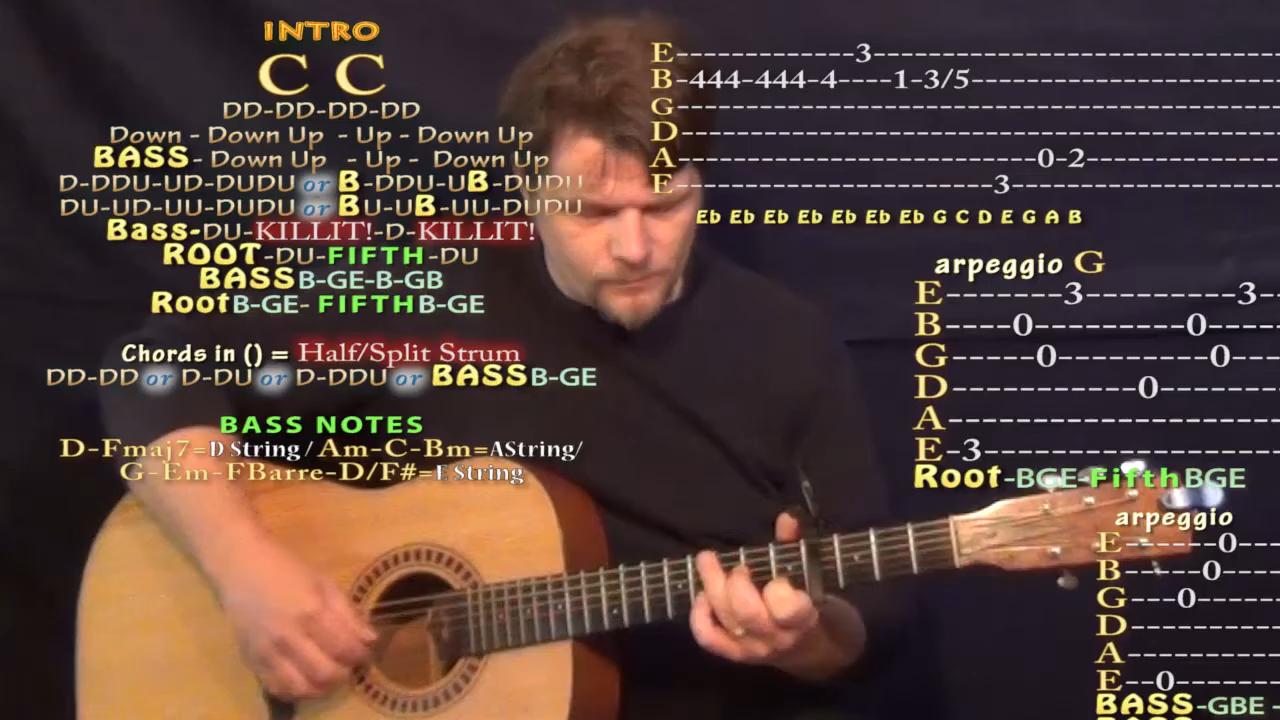 INTRO
C C
DD-DD-DD-DD
Down - Down Up - Up - Down Up
BASS - Down Up - Up - Down Up
D-DDU-UD-DUDU or B-DDU-UB-DUDU
DU-UD-UU-DUDU or BU-UB-UU-DUDU
Bass-DU-KILLIT!-D-KILLIT!
ROOT-DU-FIFTH-DU
BASSB-GE-B-GB
RootB-GE- FIFTHB-GE
Chords in () = Half/Split Strum
DD-DD or D-DU or D-DDU or BASSB-GE
BASS NOTES
D-Fmaj7=D String / Am-C-Bm=AString/
G-Em-FBarre-D/F#=E String
E---------------3-----------------------------------
B-444-444-4----1-3/5---------------------------
G----------------------------------------------------
D----------------------------------------------------
A------------------------------0-2------------------
E---------------------------3-----------------------
Eb Eb Eb Eb Eb Eb Eb G C D E G A B
arpeggio G
E----------3-------------3--
B-----0-------------0-----
G-------0-------------0---
D----------------0---------
A---------------------------
E-3-------------------------
Root-BGE-FifthBGE
arpeggio
E--------0----
B------0------
G---0---------
D-------------
A-------------
E--0----------
BASS-GBE -